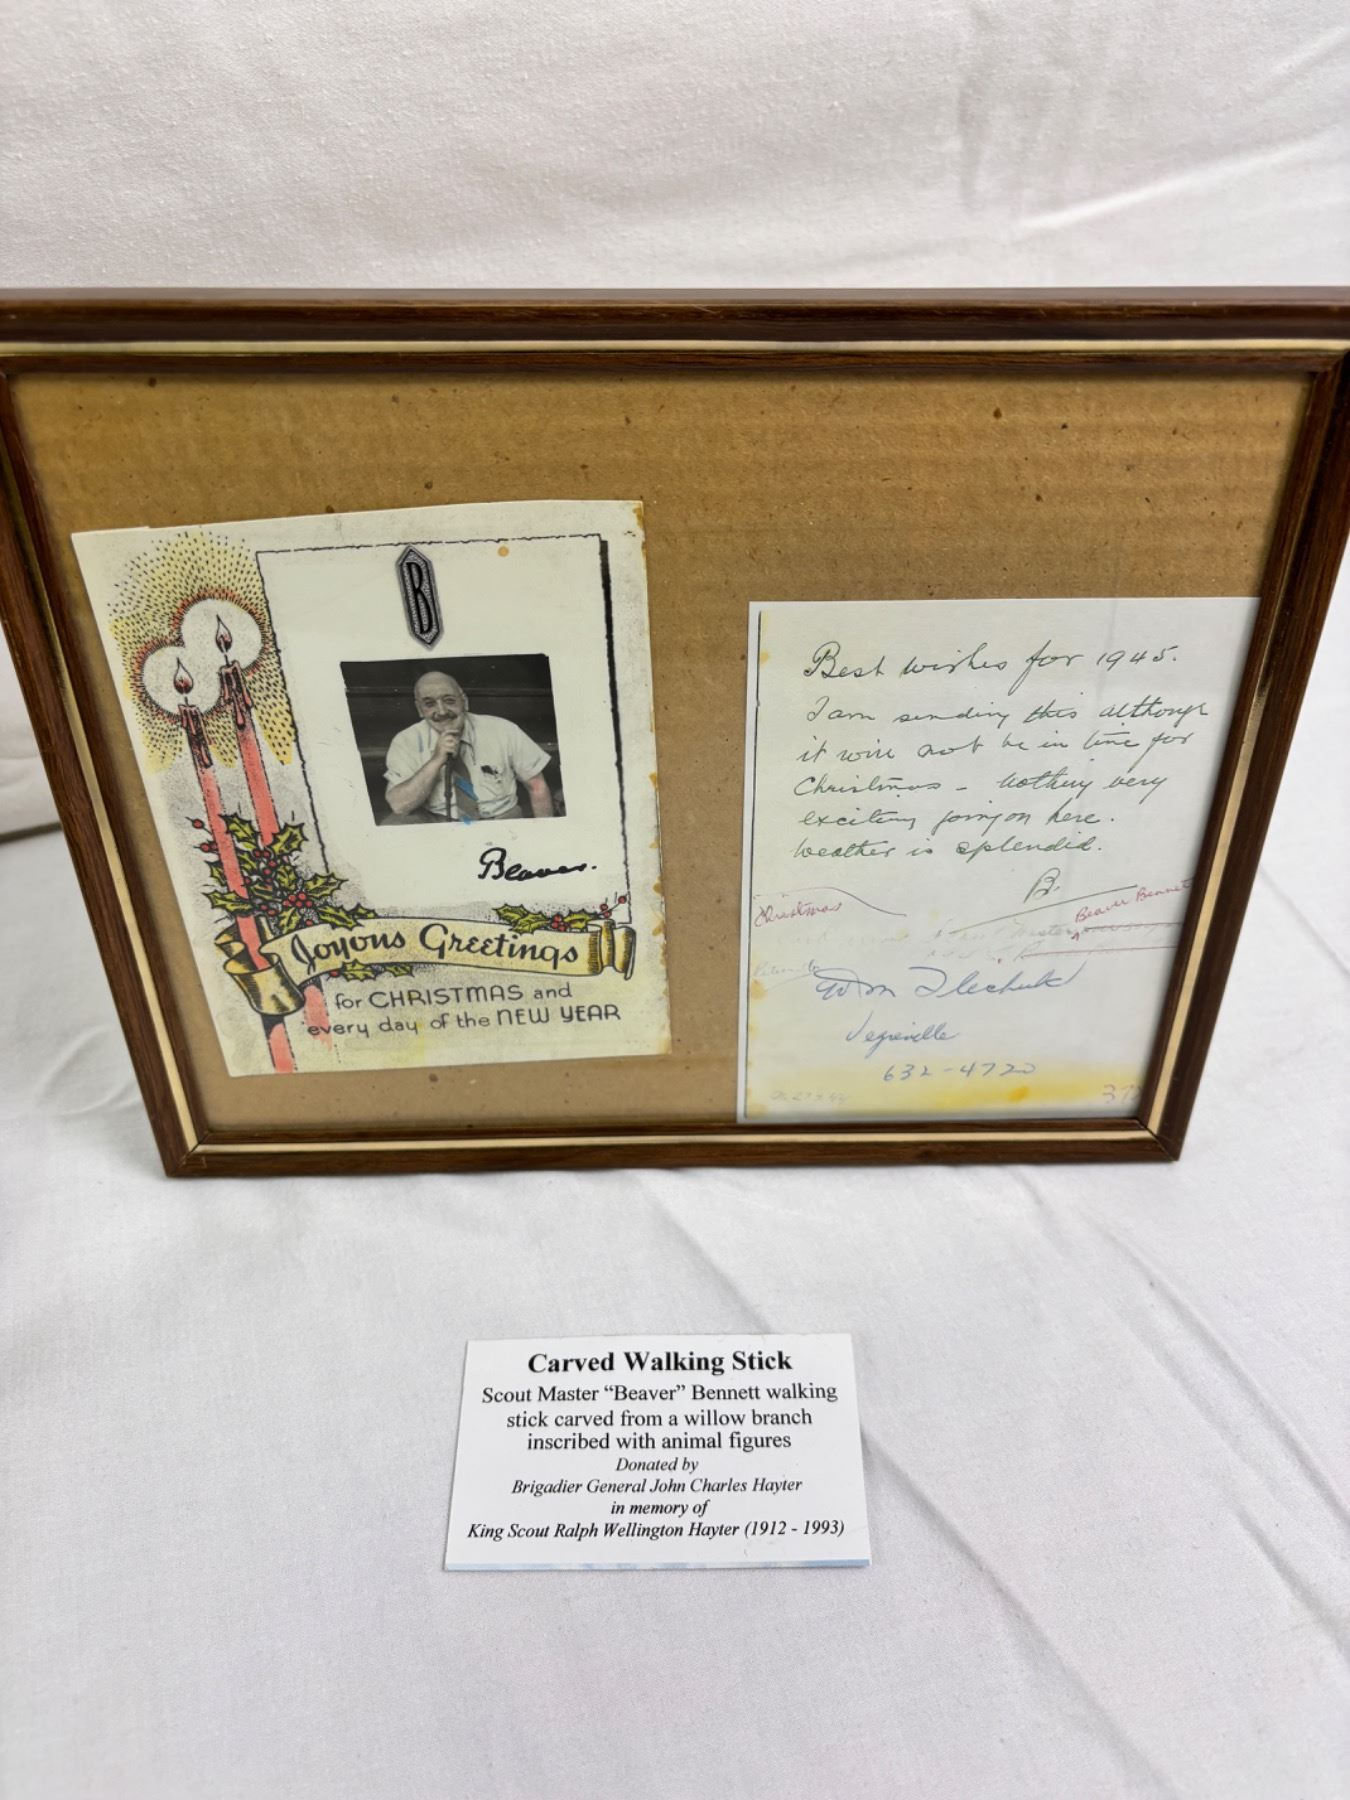 B
Beaver.
Joyous Greetings
for CHRISTMAS and
every day of the NEW YEAR
Best wishes for 1945.
I am sending this although
it will not be in time for
Christmas - Nothing very
exciting going on here.
Weather is splendid.
B.
Christmas
Beaver Bennett
Wm
Vegreville
632-4720
Carved Walking Stick
Scout Master “Beaver” Bennett walking
stick carved from a willow branch
inscribed with animal figures
Donated by
Brigadier General John Charles Hayter
in memory of
King Scout Ralph Wellington Hayter (1912 - 1993)